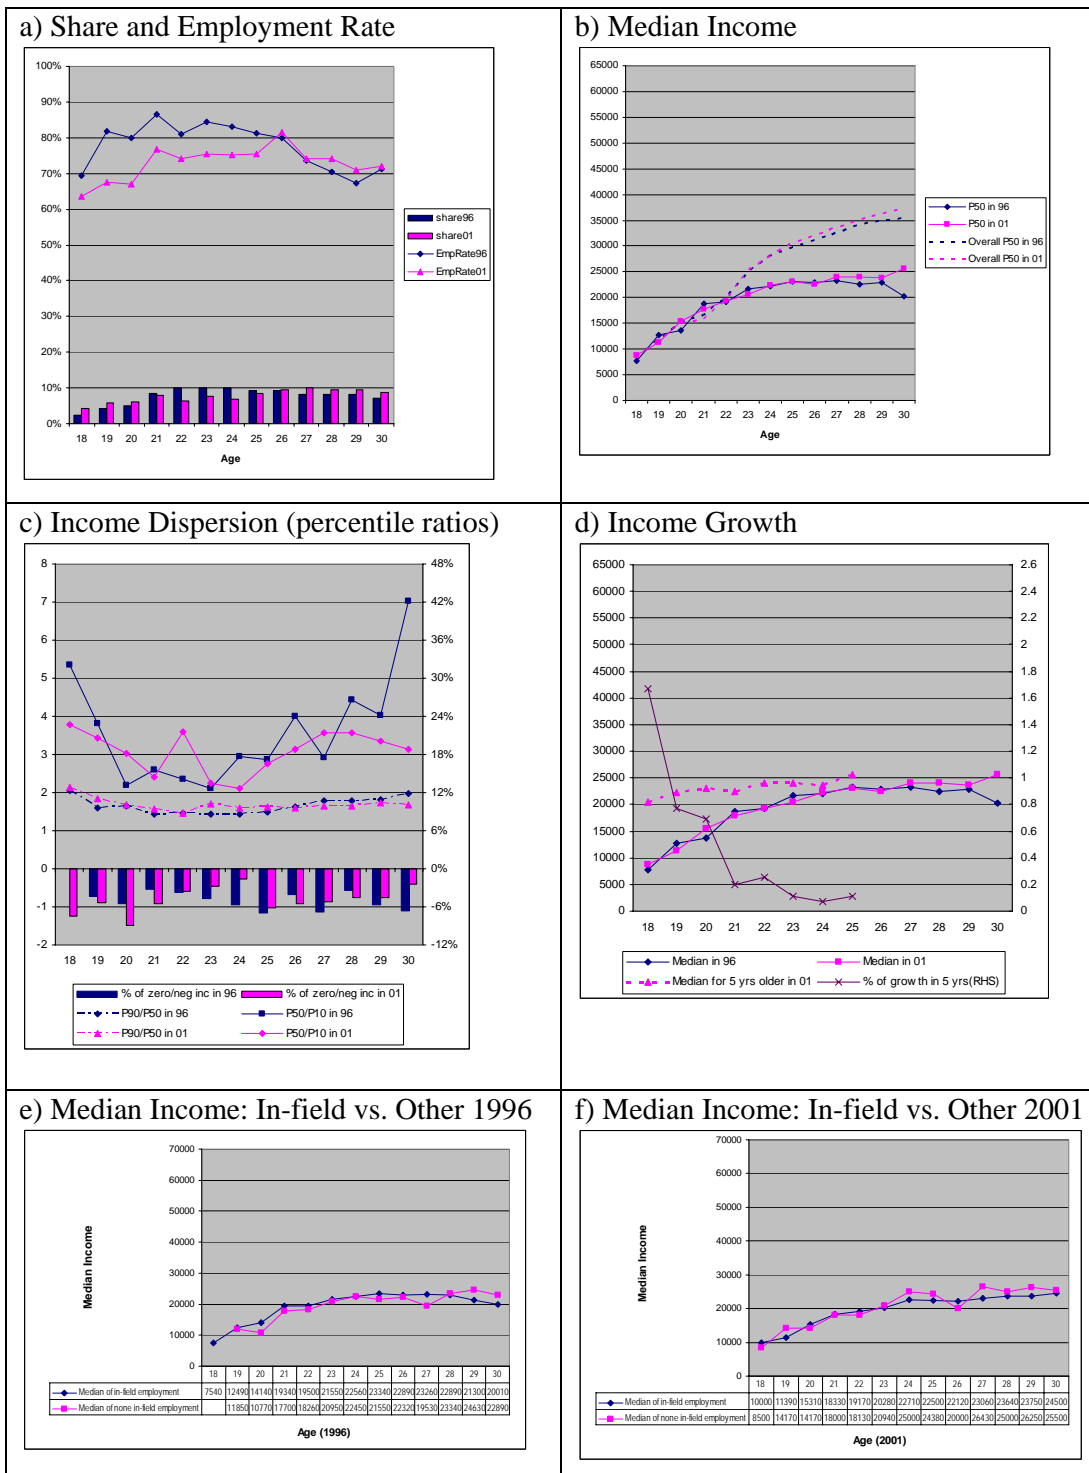 a) Share and Employment Rate
100%
90%
80%
70%
60%
50%
40%
30%
20%
10%
0%
18 19 20 21 22 23 24 25 26 27 28 29 30
Age
share96
share01
EmpRate96
EmpRate01
b) Median Income
65000
60000
55000
50000
45000
40000
35000
30000
25000
20000
15000
10000
5000
0
18 19 20 21 22 23 24 25 26 27 28 29 30
Age
P50 in 96
P50 in 01
Overall P50 in 96
Overall P50 in 01
c) Income Dispersion (percentile ratios)
8 48%
7 42%
6 36%
5 30%
4 24%
3 18%
2 12%
1 6%
0 0%
-1 -6%
-2 -12%
18 19 20 21 22 23 24 25 26 27 28 29 30
% of zero/neg inc in 96 % of zero/neg inc in 01
P90/P50 in 96 P50/P10 in 96
P90/P50 in 01 P50/P10 in 01
d) Income Growth
65000 2.6
60000 2.4
55000 2.2
50000 2
45000 1.8
40000 1.6
35000 1.4
30000 1.2
25000 1
20000 0.8
15000 0.6
10000 0.4
5000 0.2
0 0
18 19 20 21 22 23 24 25 26 27 28 29 30
Median in 96 Median in 01
Median for 5 yrs older in 01 % of growth in 5 yrs(RHS)
e) Median Income: In-field vs. Other 1996
Median Income
70000
60000
50000
40000
30000
20000
10000
0
18 19 20 21 22 23 24 25 26 27 28 29 30
Median of in-field employment 7540 12490 14140 19340 19500 21550 22560 23340 22890 23260 22890 21300 20010
Median of none in-field employment 11850 10770 17700 18260 20950 22450 21550 22320 19530 23340 24630 22890
Age (1996)
f) Median Income: In-field vs. Other 2001
Median Income
70000
60000
50000
40000
30000
20000
10000
0
18 19 20 21 22 23 24 25 26 27 28 29 30
Median of in-field employment 10000 11390 15310 18330 19170 20280 22710 22500 22120 23060 23640 23750 24500
Median of none in-field employment 8500 14170 14170 18000 18130 20940 25000 24380 20000 26430 25000 26250 25500
Age (2001)